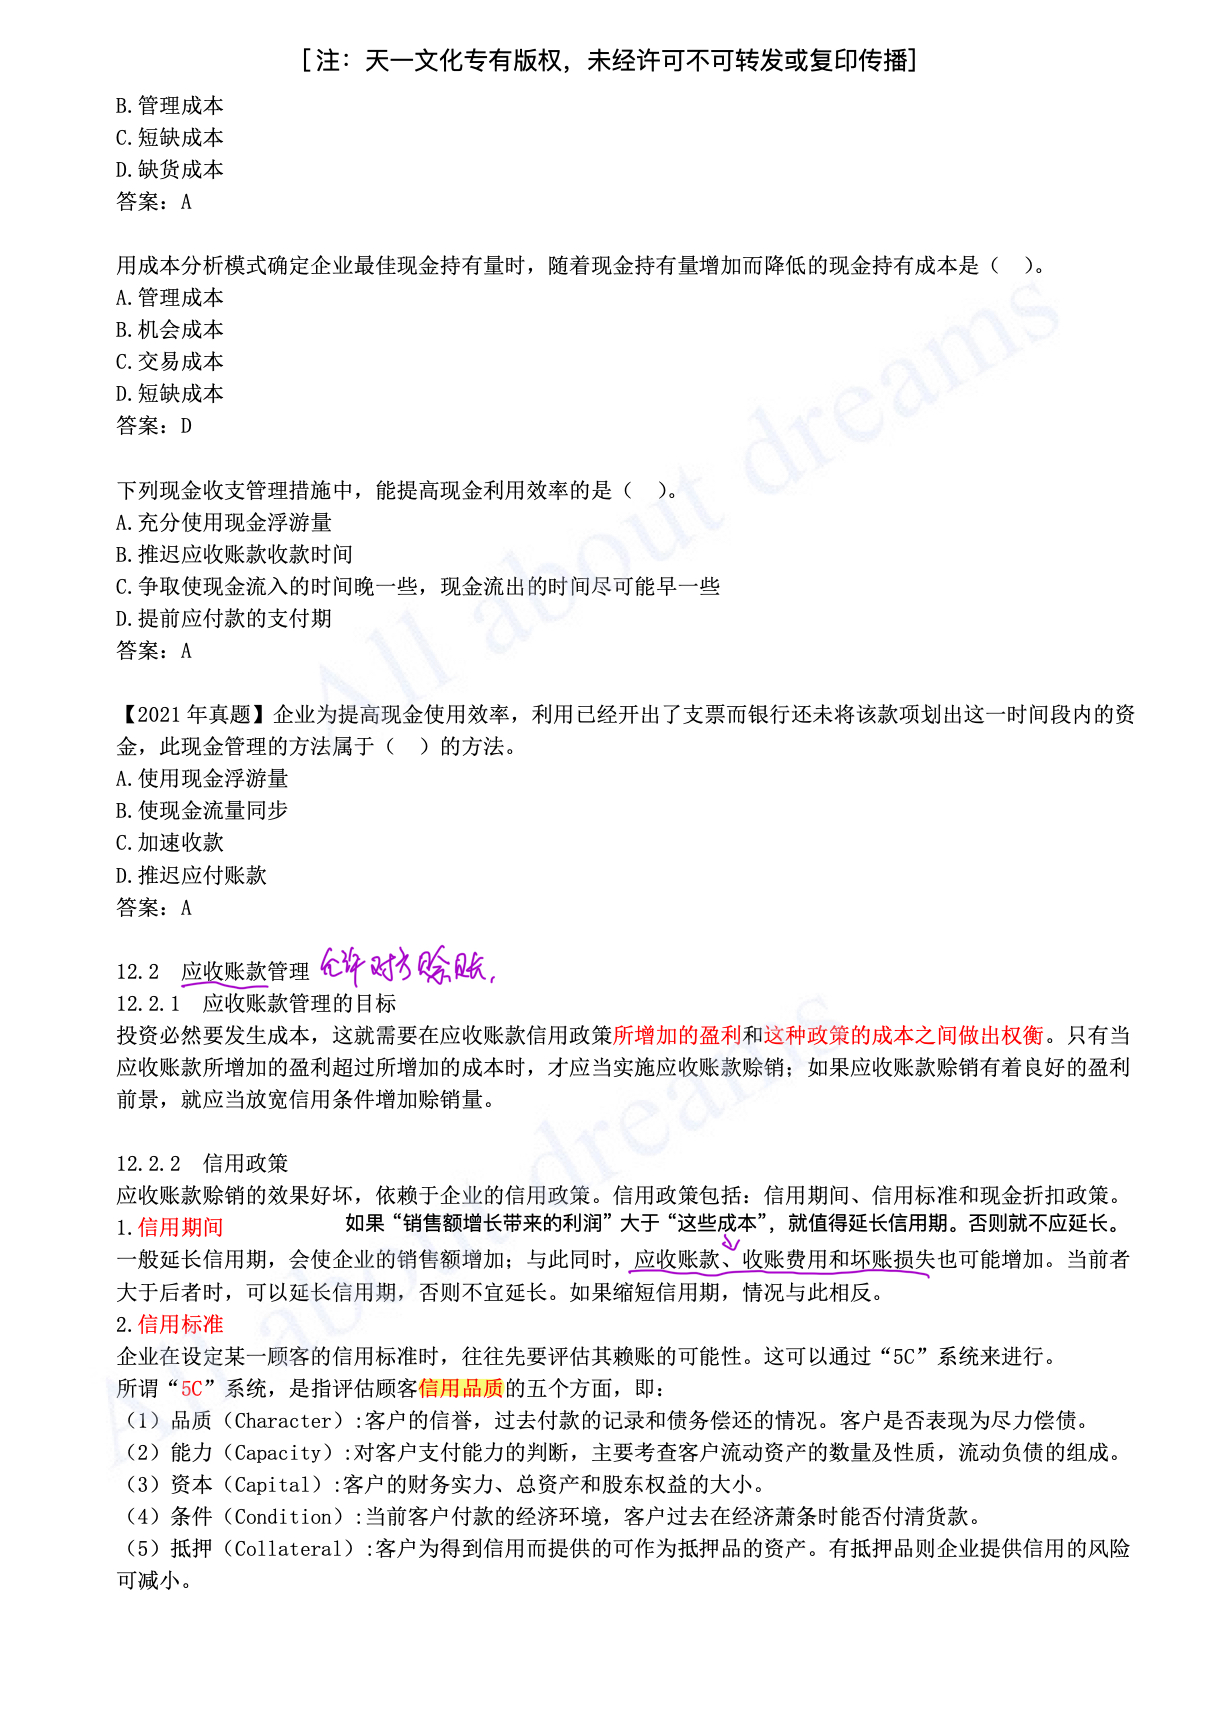 [注：天一文化专有版权，未经许可不可转发或复印传播]
B.管理成本
C.短缺成本
D.缺货成本
答案：A
用成本分析模式确定企业最佳现金持有量时，随着现金持有量增加而降低的现金持有成本是（　）。
A.管理成本
B.机会成本
C.交易成本
D.短缺成本
答案：D
下列现金收支管理措施中，能提高现金利用效率的是（　）。
A.充分使用现金浮游量
B.推迟应收账款收款时间
C.争取使现金流入的时间晚一些，现金流出的时间尽可能早一些
D.提前应付款的支付期
答案：A
【2021 年真题】企业为提高现金使用效率，利用已经开出了支票而银行还未将该款项划出这一时间段内的资
金，此现金管理的方法属于（　）的方法。
A.使用现金浮游量
B.使现金流量同步
C.加速收款
D.推迟应付账款
答案：A
12.2　应收账款管理 允许对方赊账.
12.2.1　应收账款管理的目标
投资必然要发生成本，这就需要在应收账款信用政策所增加的盈利和这种政策的成本之间做出权衡。只有当
应收账款所增加的盈利超过所增加的成本时，才应当实施应收账款赊销；如果应收账款赊销有着良好的盈利
前景，就应当放宽信用条件增加赊销量。
12.2.2　信用政策
应收账款赊销的效果好坏，依赖于企业的信用政策。信用政策包括：信用期间、信用标准和现金折扣政策。
1.信用期间 如果“销售额增长带来的利润”大于“这些成本”，就值得延长信用期。否则就不应延长。
一般延长信用期，会使企业的销售额增加；与此同时，应收账款、收账费用和坏账损失也可能增加。当前者
大于后者时，可以延长信用期，否则不宜延长。如果缩短信用期，情况与此相反。
2.信用标准
企业在设定某一顾客的信用标准时，往往先要评估其赖账的可能性。这可以通过“5C”系统来进行。
所谓“5C”系统，是指评估顾客信用品质的五个方面，即：
（1）品质（Character）:客户的信誉，过去付款的记录和债务偿还的情况。客户是否表现为尽力偿债。
（2）能力（Capacity）:对客户支付能力的判断，主要考查客户流动资产的数量及性质，流动负债的组成。
（3）资本（Capital）:客户的财务实力、总资产和股东权益的大小。
（4）条件（Condition）:当前客户付款的经济环境，客户过去在经济萧条时能否付清货款。
（5）抵押（Collateral）:客户为得到信用而提供的可作为抵押品的资产。有抵押品则企业提供信用的风险
可减小。
All about dreams
All about dreams